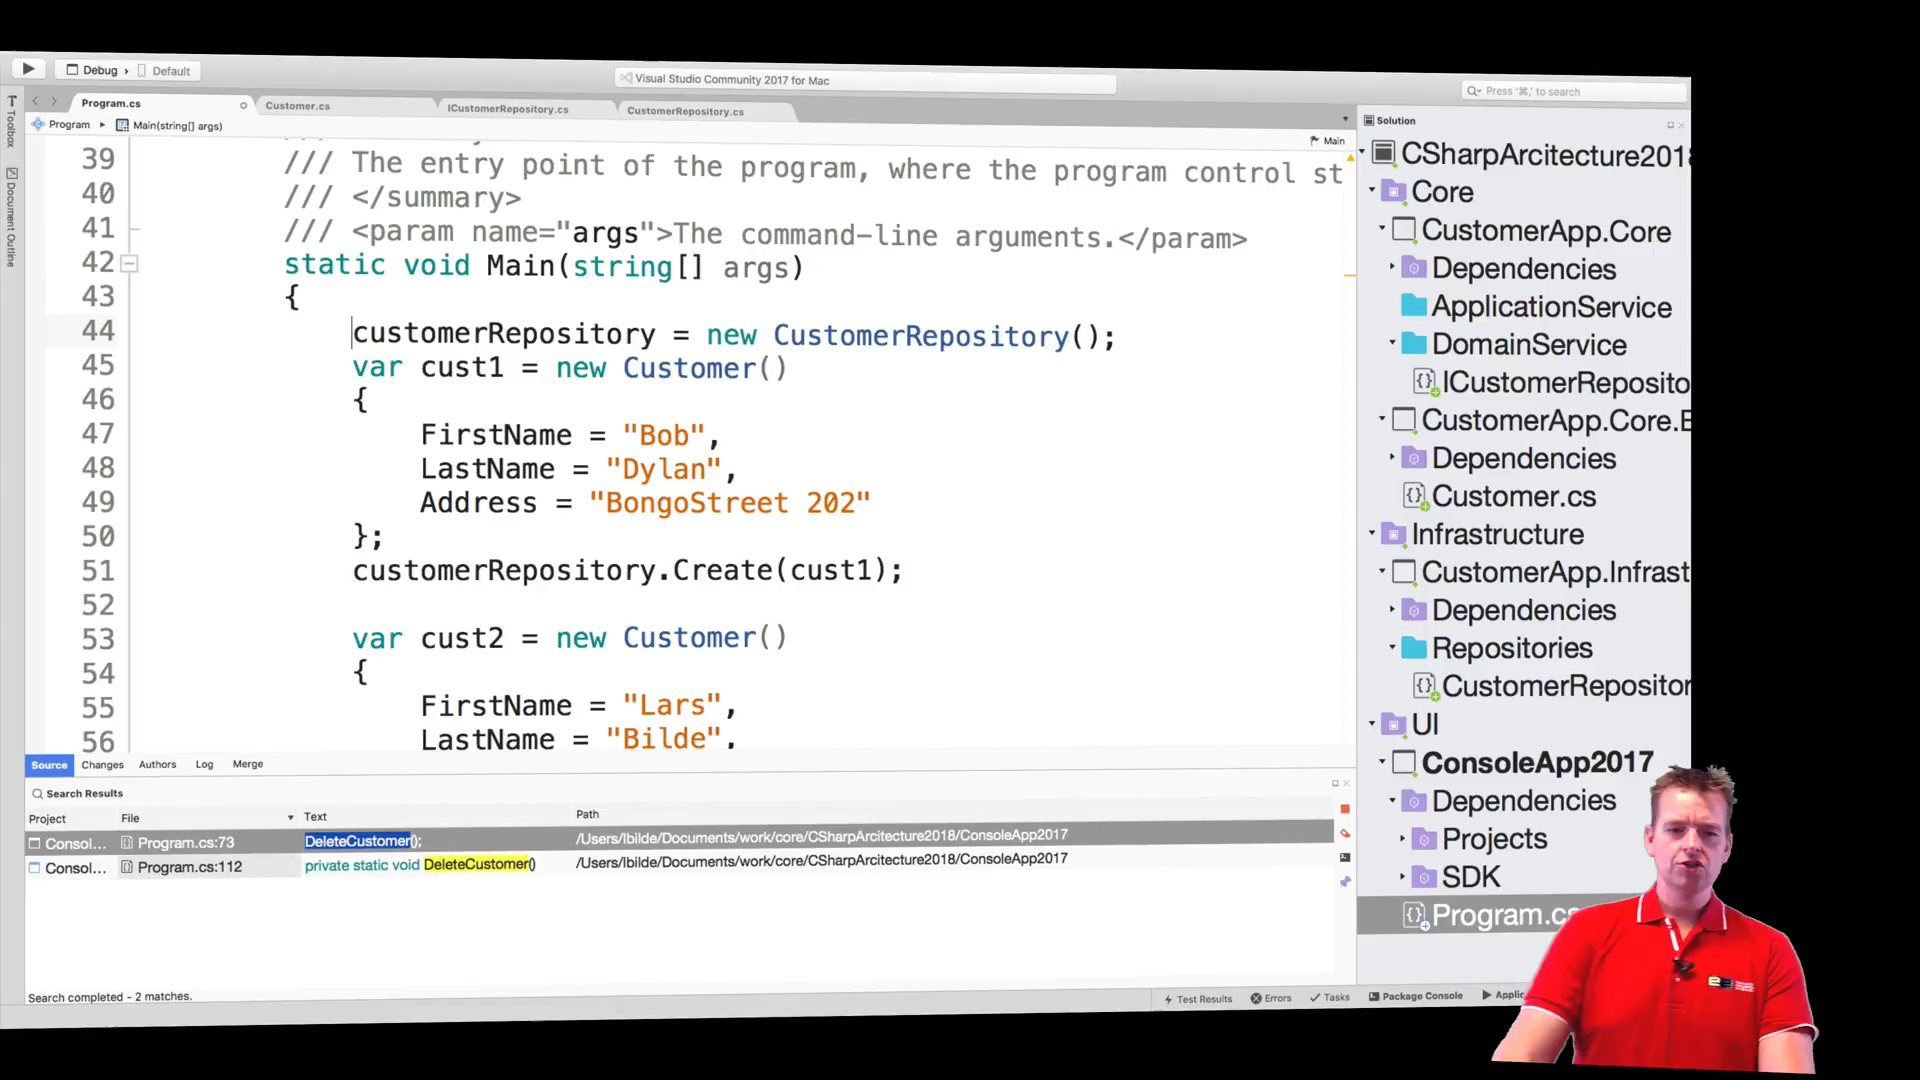 Debug › Default
Visual Studio Community 2017 for Mac
Press '⌘,' to search
Toolbox
Document Outline
Program.cs
Customer.cs
ICustomerRepository.cs
CustomerRepository.cs
Program ▸ Main(string[] args)
Main
39 /// The entry point of the program, where the program control st
40 /// </summary>
41 /// <param name="args">The command-line arguments.</param>
42 static void Main(string[] args)
43 {
44 customerRepository = new CustomerRepository();
45 var cust1 = new Customer()
46 {
47 FirstName = "Bob",
48 LastName = "Dylan",
49 Address = "BongoStreet 202"
50 };
51 customerRepository.Create(cust1);
52
53 var cust2 = new Customer()
54 {
55 FirstName = "Lars",
56 LastName = "Bilde",
Source Changes Authors Log Merge
Search Results
Project File Text Path
Consol... Program.cs:73 DeleteCustomer(); /Users/lbilde/Documents/work/core/CSharpArcitecture2018/ConsoleApp2017
Consol... Program.cs:112 private static void DeleteCustomer() /Users/lbilde/Documents/work/core/CSharpArcitecture2018/ConsoleApp2017
Search completed - 2 matches.
Test Results Errors Tasks Package Console Applic
Solution
CSharpArcitecture2018
Core
CustomerApp.Core
Dependencies
ApplicationService
DomainService
ICustomerReposito
CustomerApp.Core.E
Dependencies
Customer.cs
Infrastructure
CustomerApp.Infrast
Dependencies
Repositories
CustomerRepositor
UI
ConsoleApp2017
Dependencies
Projects
SDK
Program.cs